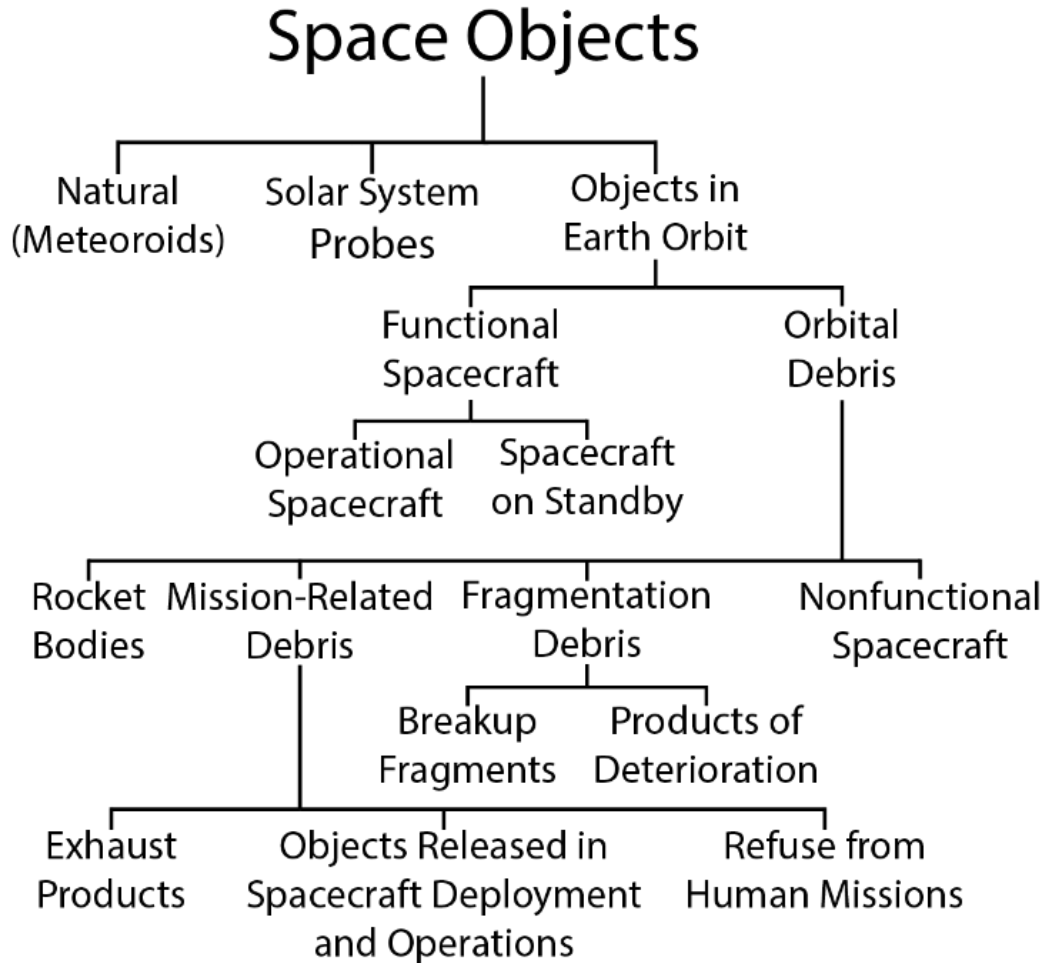 Space Objects
Natural
(Meteoroids)
Solar System
Probes
Objects in
Earth Orbit
Functional
Spacecraft
Orbital
Debris
Operational
Spacecraft
Spacecraft
on Standby
Rocket
Bodies
Mission-Related
Debris
Fragmentation
Debris
Nonfunctional
Spacecraft
Breakup
Fragments
Products of
Deterioration
Exhaust
Products
Objects Released in
Spacecraft Deployment
and Operations
Refuse from
Human Missions